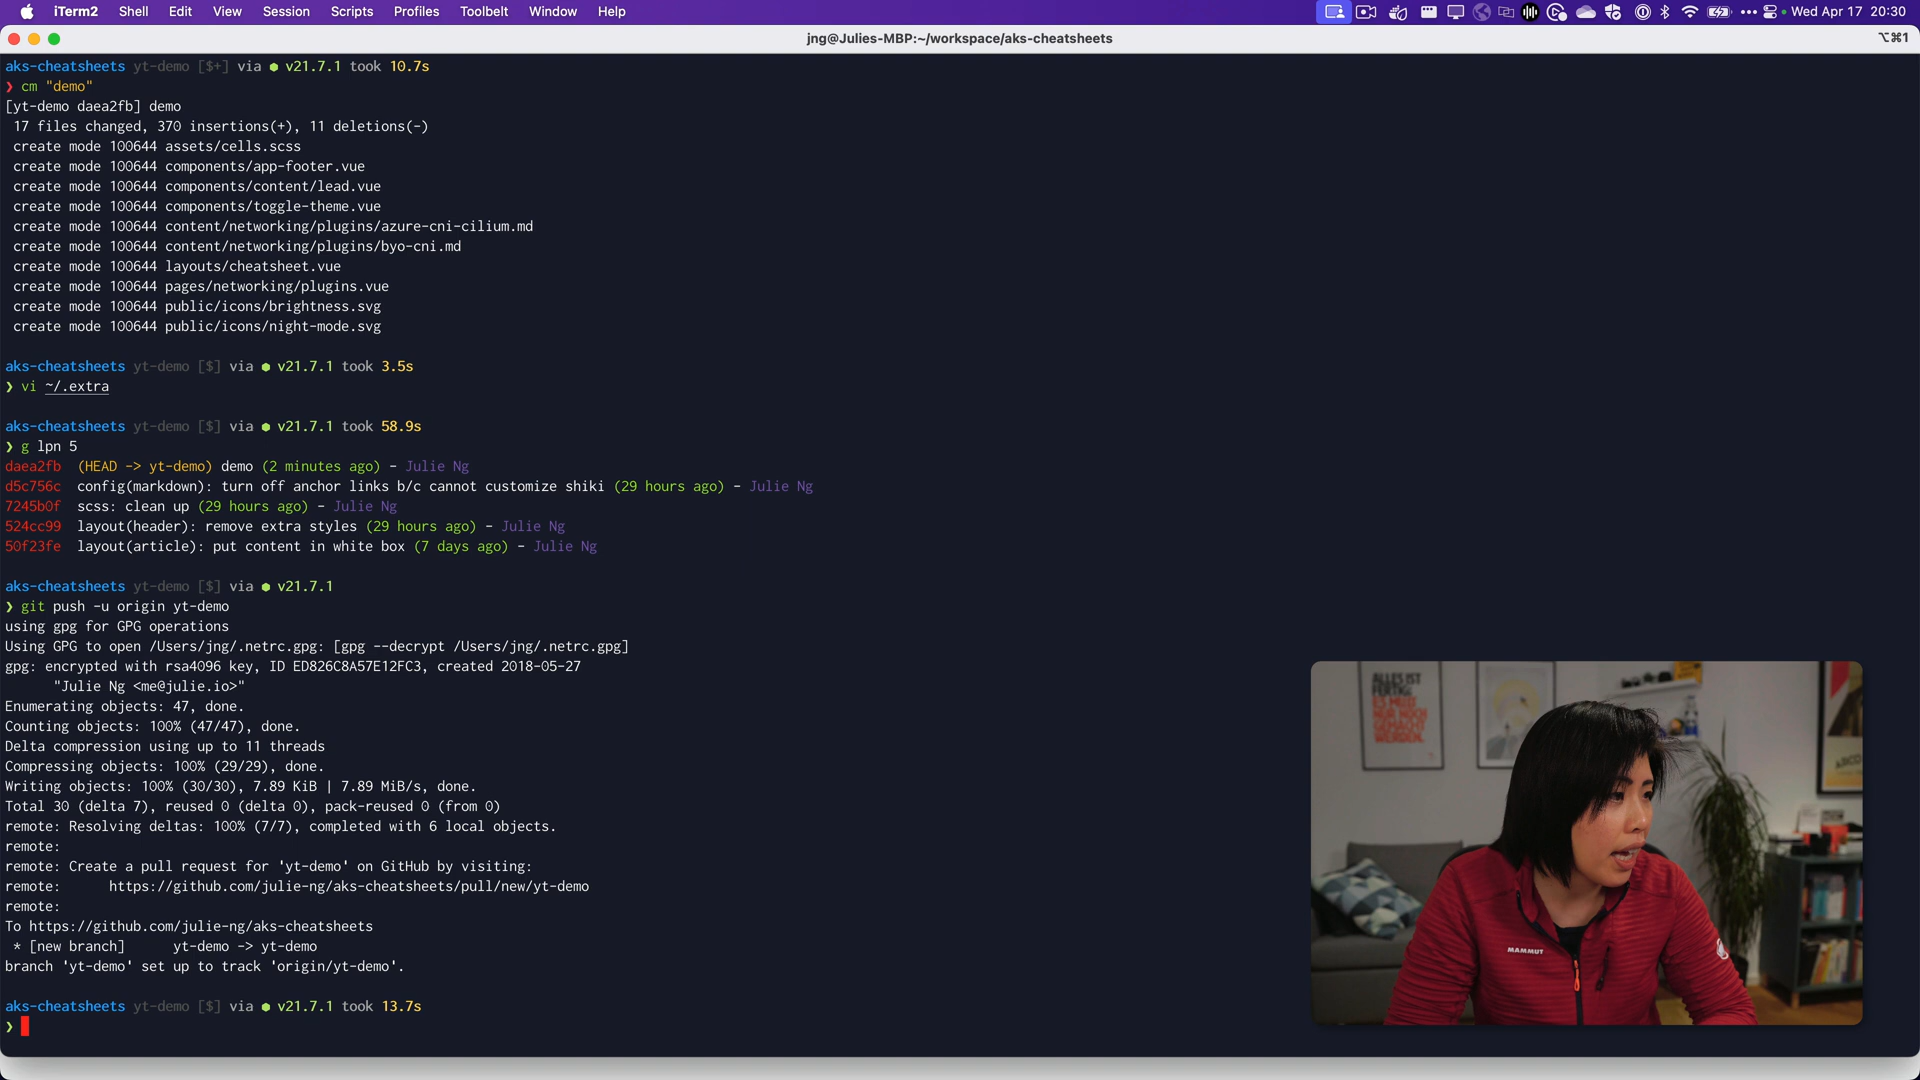 iTerm2 Shell Edit View Session Scripts Profiles Toolbelt Window Help Wed Apr 17 20:30
jng@Julies-MBP:~/workspace/aks-cheatsheets ⌥⌘1
aks-cheatsheets yt-demo [$+] via ⬢ v21.7.1 took 10.7s
❯ cm "demo"
[yt-demo daea2fb] demo
17 files changed, 370 insertions(+), 11 deletions(-)
create mode 100644 assets/cells.scss
create mode 100644 components/app-footer.vue
create mode 100644 components/content/lead.vue
create mode 100644 components/toggle-theme.vue
create mode 100644 content/networking/plugins/azure-cni-cilium.md
create mode 100644 content/networking/plugins/byo-cni.md
create mode 100644 layouts/cheatsheet.vue
create mode 100644 pages/networking/plugins.vue
create mode 100644 public/icons/brightness.svg
create mode 100644 public/icons/night-mode.svg
aks-cheatsheets yt-demo [$] via ⬢ v21.7.1 took 3.5s
❯ vi ~/.extra
aks-cheatsheets yt-demo [$] via ⬢ v21.7.1 took 58.9s
❯ g lpn 5
daea2fb (HEAD -> yt-demo) demo (2 minutes ago) - Julie Ng
d5c756c config(markdown): turn off anchor links b/c cannot customize shiki (29 hours ago) - Julie Ng
7245b0f scss: clean up (29 hours ago) - Julie Ng
524cc99 layout(header): remove extra styles (29 hours ago) - Julie Ng
50f23fe layout(article): put content in white box (7 days ago) - Julie Ng
aks-cheatsheets yt-demo [$] via ⬢ v21.7.1
❯ git push -u origin yt-demo
using gpg for GPG operations
Using GPG to open /Users/jng/.netrc.gpg: [gpg --decrypt /Users/jng/.netrc.gpg]
gpg: encrypted with rsa4096 key, ID ED826C8A57E12FC3, created 2018-05-27
"Julie Ng <me@julie.io>"
Enumerating objects: 47, done.
Counting objects: 100% (47/47), done.
Delta compression using up to 11 threads
Compressing objects: 100% (29/29), done.
Writing objects: 100% (30/30), 7.89 KiB | 7.89 MiB/s, done.
Total 30 (delta 7), reused 0 (delta 0), pack-reused 0 (from 0)
remote: Resolving deltas: 100% (7/7), completed with 6 local objects.
remote:
remote: Create a pull request for 'yt-demo' on GitHub by visiting:
remote: https://github.com/julie-ng/aks-cheatsheets/pull/new/yt-demo
remote:
To https://github.com/julie-ng/aks-cheatsheets
* [new branch] yt-demo -> yt-demo
branch 'yt-demo' set up to track 'origin/yt-demo'.
aks-cheatsheets yt-demo [$] via ⬢ v21.7.1 took 13.7s
❯
ALLES IST
FERTIG.
ES MUSS
NUR NOCH
GEMACHT
WERDEN.
MAMMUT